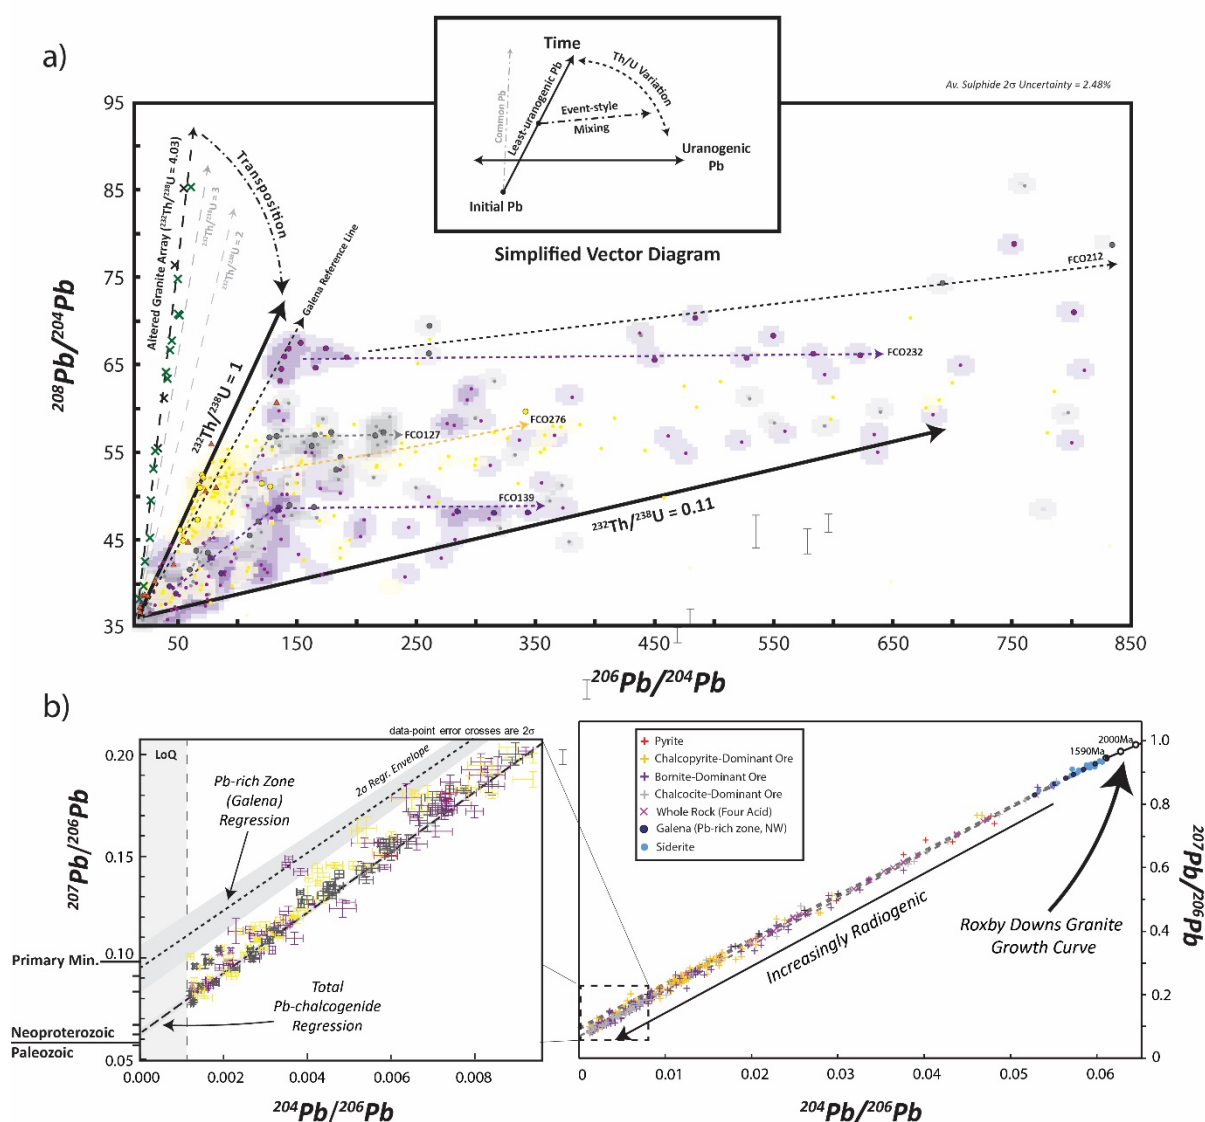 a)
Time
Common Pb
Least-uranogenic Pb
Th/U Variation
Event-style
Mixing
Uranogenic
Pb
Initial Pb
Simplified Vector Diagram
Av. Sulphide 2σ Uncertainty = 2.48%
95
85
75
65
55
45
35
²⁰⁸Pb/²⁰⁴Pb
Altered Granite Array (²³²Th/²³⁸U = 4.03)
²³²Th/²³⁸U = 3
²³²Th/²³⁸U = 2
Transposition
Galena Reference Line
²³²Th/²³⁸U = 1
FCO212
FCO232
FCO276
FCO127
FCO139
²³²Th/²³⁸U = 0.11
50
150
250
350
450
550
650
750
850
²⁰⁶Pb/²⁰⁴Pb
b)
data-point error crosses are 2σ
LoQ
0.20
0.15
0.10
0.05
²⁰⁷Pb/²⁰⁶Pb
2σ Regr. Envelope
Pb-rich Zone
(Galena)
Regression
Primary Min.
Total
Pb-chalcogenide
Regression
Neoproterozoic
Paleozoic
0.000
0.002
0.004
0.006
0.008
²⁰⁴Pb/²⁰⁶Pb
Pyrite
Chalcopyrite-Dominant Ore
Bornite-Dominant Ore
Chalcocite-Dominant Ore
Whole Rock (Four Acid)
Galena (Pb-rich zone, NW)
Siderite
2000Ma
1590Ma
Increasingly Radiogenic
Roxby Downs Granite
Growth Curve
1.0
0.8
0.6
0.4
0.2
0
²⁰⁷Pb/²⁰⁶Pb
0
0.01
0.02
0.03
0.04
0.05
0.06
²⁰⁴Pb/²⁰⁶Pb